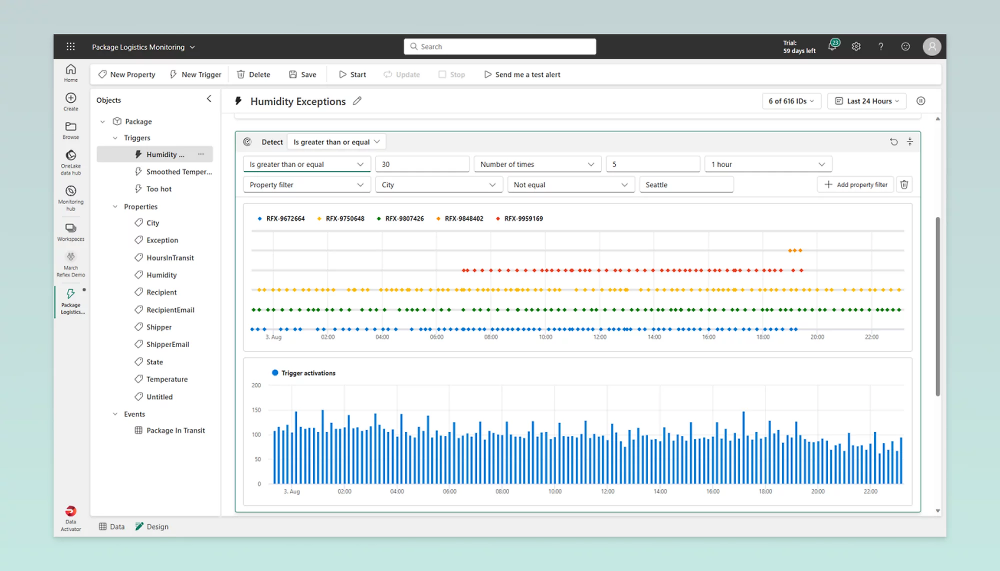 Package Logistics Monitoring
Search
Trial:
59 days left
23
Home
Create
Browse
OneLake
data hub
Monitoring
hub
Workspaces
March
Reflex Demo
Package
Logistics...
Data
Activator
New Property
New Trigger
Delete
Save
Start
Update
Stop
Send me a test alert
Objects
Package
Triggers
Humidity ...
Smoothed Temper...
Too hot
Properties
City
Exception
HoursInTransit
Humidity
Recipient
RecipientEmail
Shipper
ShipperEmail
State
Temperature
Untitled
Events
Package In Transit
Humidity Exceptions
6 of 616 IDs
Last 24 Hours
Detect Is greater than or equal
Is greater than or equal 30 Number of times 5 1 hour
Property filter City Not equal Seattle Add property filter
RFX-9672664 RFX-9750648 RFX-9807426 RFX-9848402 RFX-9959169
3. Aug 02:00 04:00 06:00 08:00 10:00 12:00 14:00 16:00 18:00 20:00 22:00
Trigger activations
200
150
100
50
0
3. Aug 02:00 04:00 06:00 08:00 10:00 12:00 14:00 16:00 18:00 20:00 22:00
Data Design